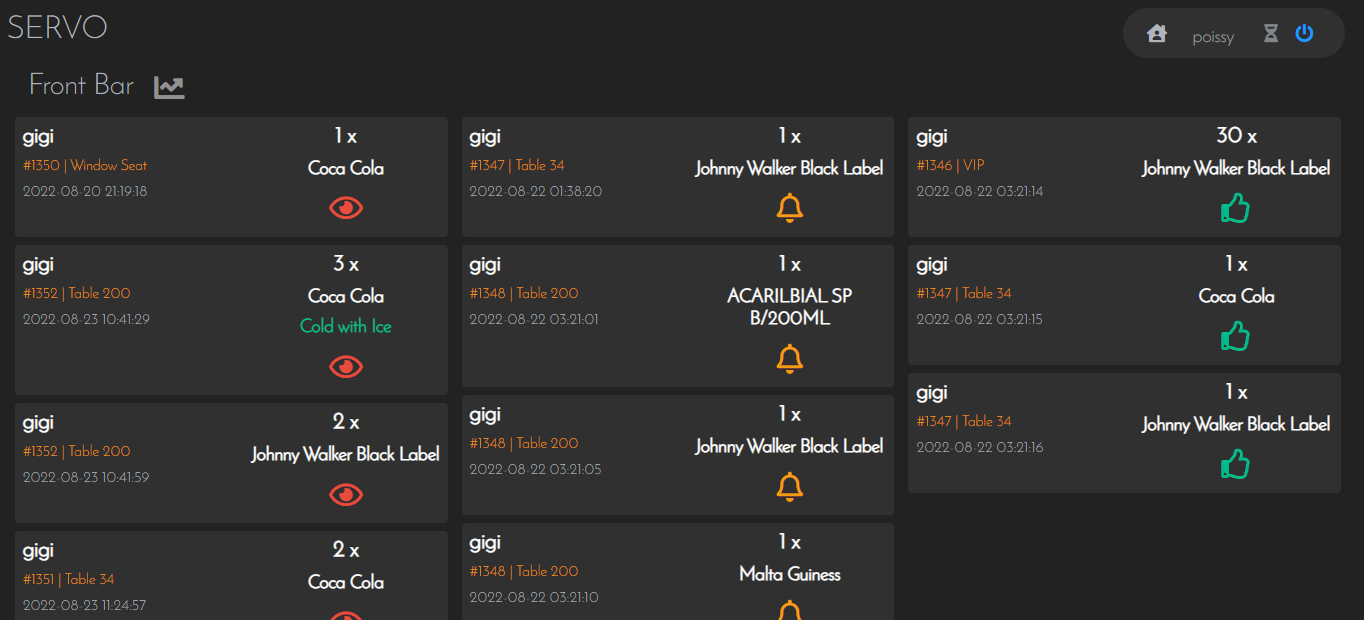 SERVO
poissy
Front Bar
gigi
1 x
#1350 | Window Seat
Coca Cola
2022-08-20 21:19:18
gigi
3 x
#1352 | Table 200
Coca Cola
2022-08-23 10:41:29
Cold with Ice
gigi
2 x
#1352 | Table 200
Johnny Walker Black Label
2022-08-23 10:41:59
gigi
2 x
#1351 | Table 34
Coca Cola
2022-08-23 11:24:57
gigi
1 x
#1347 | Table 34
Johnny Walker Black Label
2022-08-22 01:38:20
gigi
1 x
#1348 | Table 200
ACARILBIAL SP
B/200ML
2022-08-22 03:21:01
gigi
1 x
#1348 | Table 200
Johnny Walker Black Label
2022-08-22 03:21:05
gigi
1 x
#1348 | Table 200
Malta Guiness
2022-08-22 03:21:10
gigi
30 x
#1346 | VIP
Johnny Walker Black Label
2022-08-22 03:21:14
gigi
1 x
#1347 | Table 34
Coca Cola
2022-08-22 03:21:15
gigi
1 x
#1347 | Table 34
Johnny Walker Black Label
2022-08-22 03:21:16